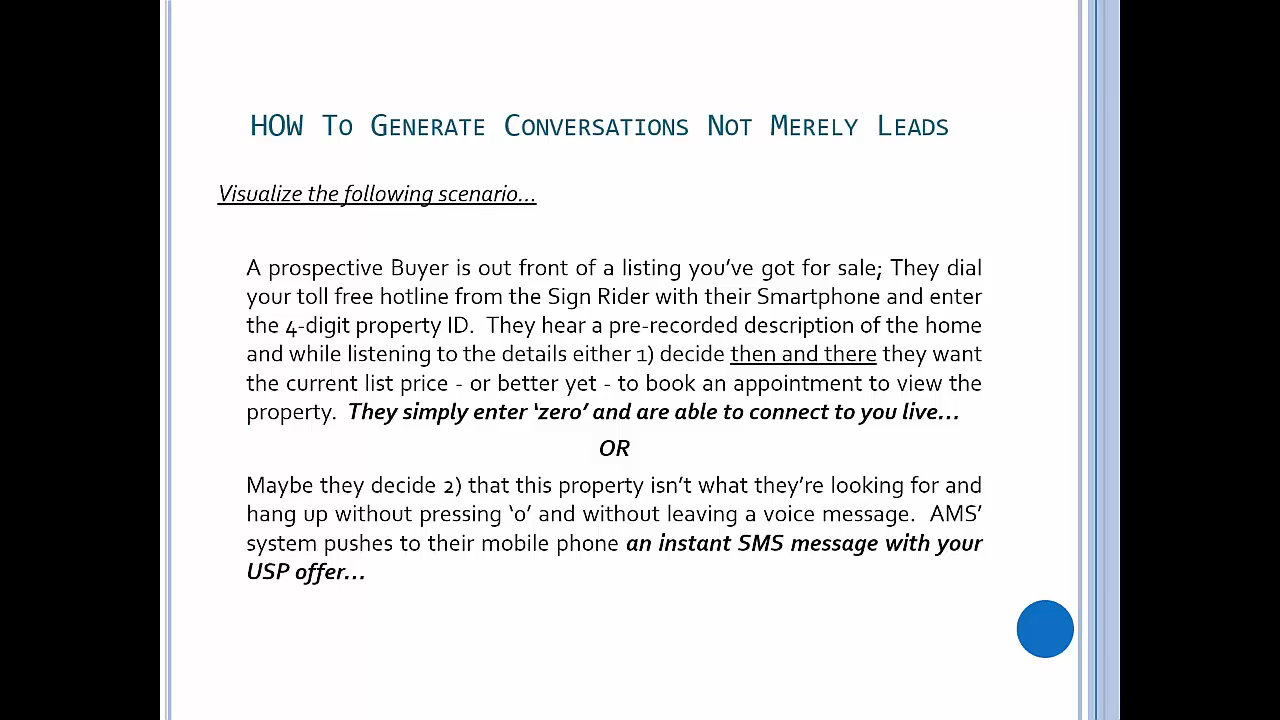 HOW TO GENERATE CONVERSATIONS NOT MERELY LEADS
Visualize the following scenario...
A prospective Buyer is out front of a listing you've got for sale; They dial
your toll free hotline from the Sign Rider with their Smartphone and enter
the 4-digit property ID. They hear a pre-recorded description of the home
and while listening to the details either 1) decide then and there they want
the current list price - or better yet - to book an appointment to view the
property. They simply enter ‘zero’ and are able to connect to you live...
OR
Maybe they decide 2) that this property isn't what they're looking for and
hang up without pressing ‘0’ and without leaving a voice message. AMS’
system pushes to their mobile phone an instant SMS message with your
USP offer...